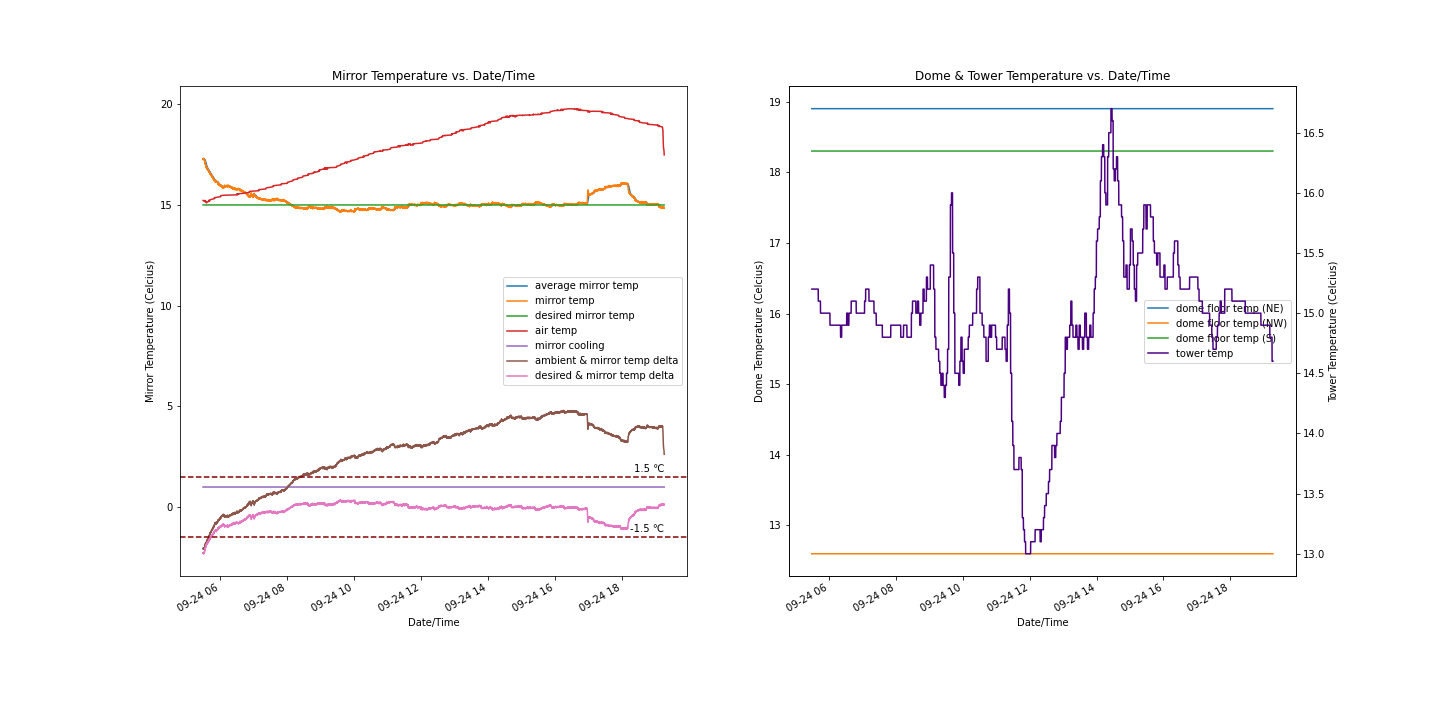 Mirror Temperature vs. Date/Time
20
15
10
5
0
Mirror Temperature (Celcius)
average mirror temp
mirror temp
desired mirror temp
air temp
mirror cooling
ambient & mirror temp delta
desired & mirror temp delta
1.5 °C
-1.5 °C
09-24 06
09-24 08
09-24 10
09-24 12
09-24 14
09-24 16
09-24 18
Date/Time
Dome & Tower Temperature vs. Date/Time
19
18
17
16
15
14
13
Dome Temperature (Celcius)
dome floor temp (NE)
dome floor temp (NW)
dome floor temp (S)
tower temp
16.5
16.0
15.5
15.0
14.5
14.0
13.5
13.0
Tower Temperature (Celcius)
09-24 06
09-24 08
09-24 10
09-24 12
09-24 14
09-24 16
09-24 18
Date/Time